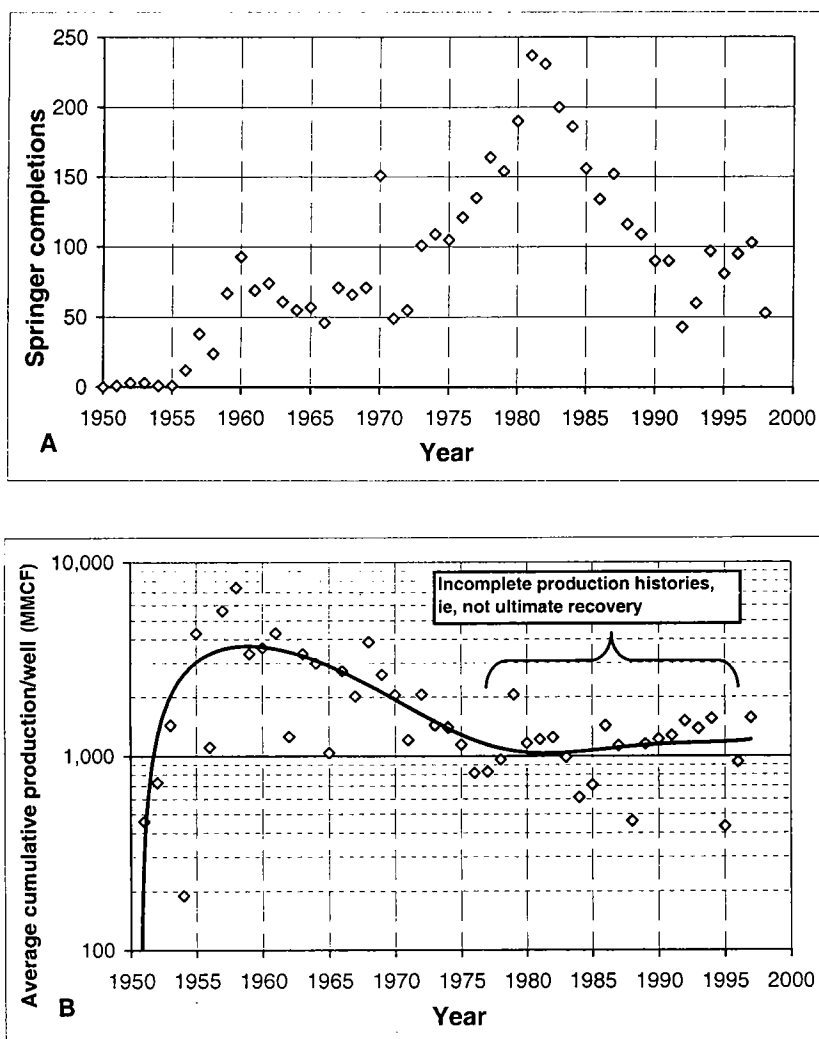 250
200
150
100
50
0
Springer completions
1950 1955 1960 1965 1970 1975 1980 1985 1990 1995 2000
A
Year
10,000
1,000
100
Average cumulative production/well (MMCF)
Incomplete production histories,
ie, not ultimate recovery
1950 1955 1960 1965 1970 1975 1980 1985 1990 1995 2000
B
Year